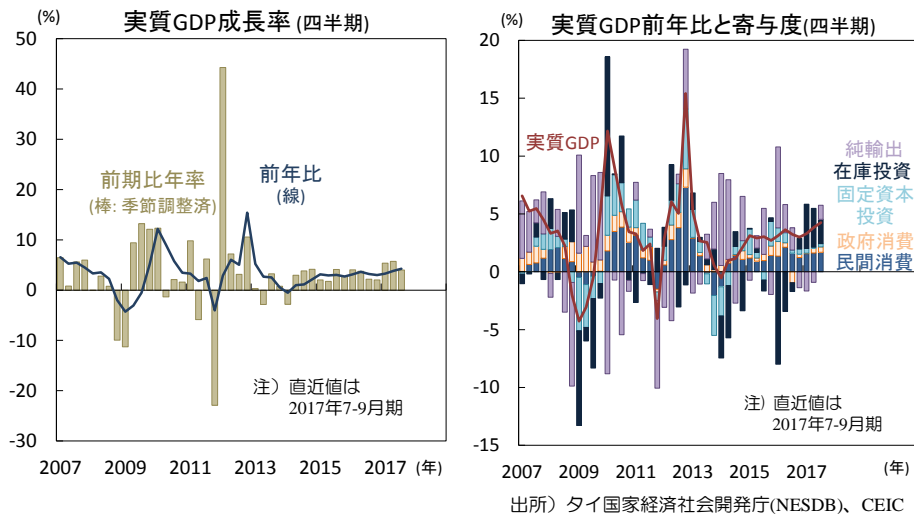 実質GDP成長率(四半期)
(%)
50
40
30
20
10
0
-10
-20
-30
前期比年率
(棒: 季節調整済)
前年比
(線)
注）直近値は
2017年7-9月期
2007
2009
2011
2013
2015
2017
(年)
実質GDP前年比と寄与度(四半期)
(%)
20
15
10
5
0
-5
-10
-15
実質GDP
純輸出
在庫投資
固定資本
投資
政府消費
民間消費
注）直近値は
2017年7-9月期
2007
2009
2011
2013
2015
2017
(年)
出所）タイ国家経済社会開発庁(NESDB)、CEIC